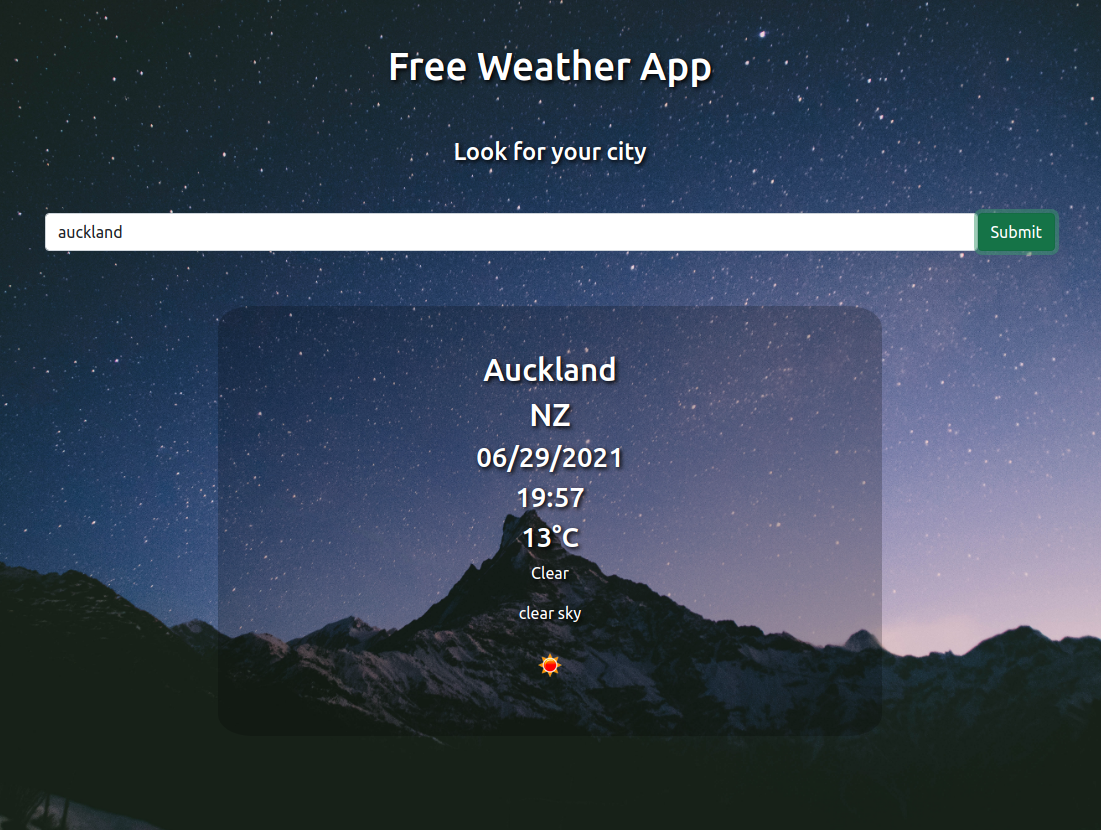 Free Weather App
Look for your city
auckland Submit
Auckland
NZ
06/29/2021
19:57
13°C
Clear
clear sky